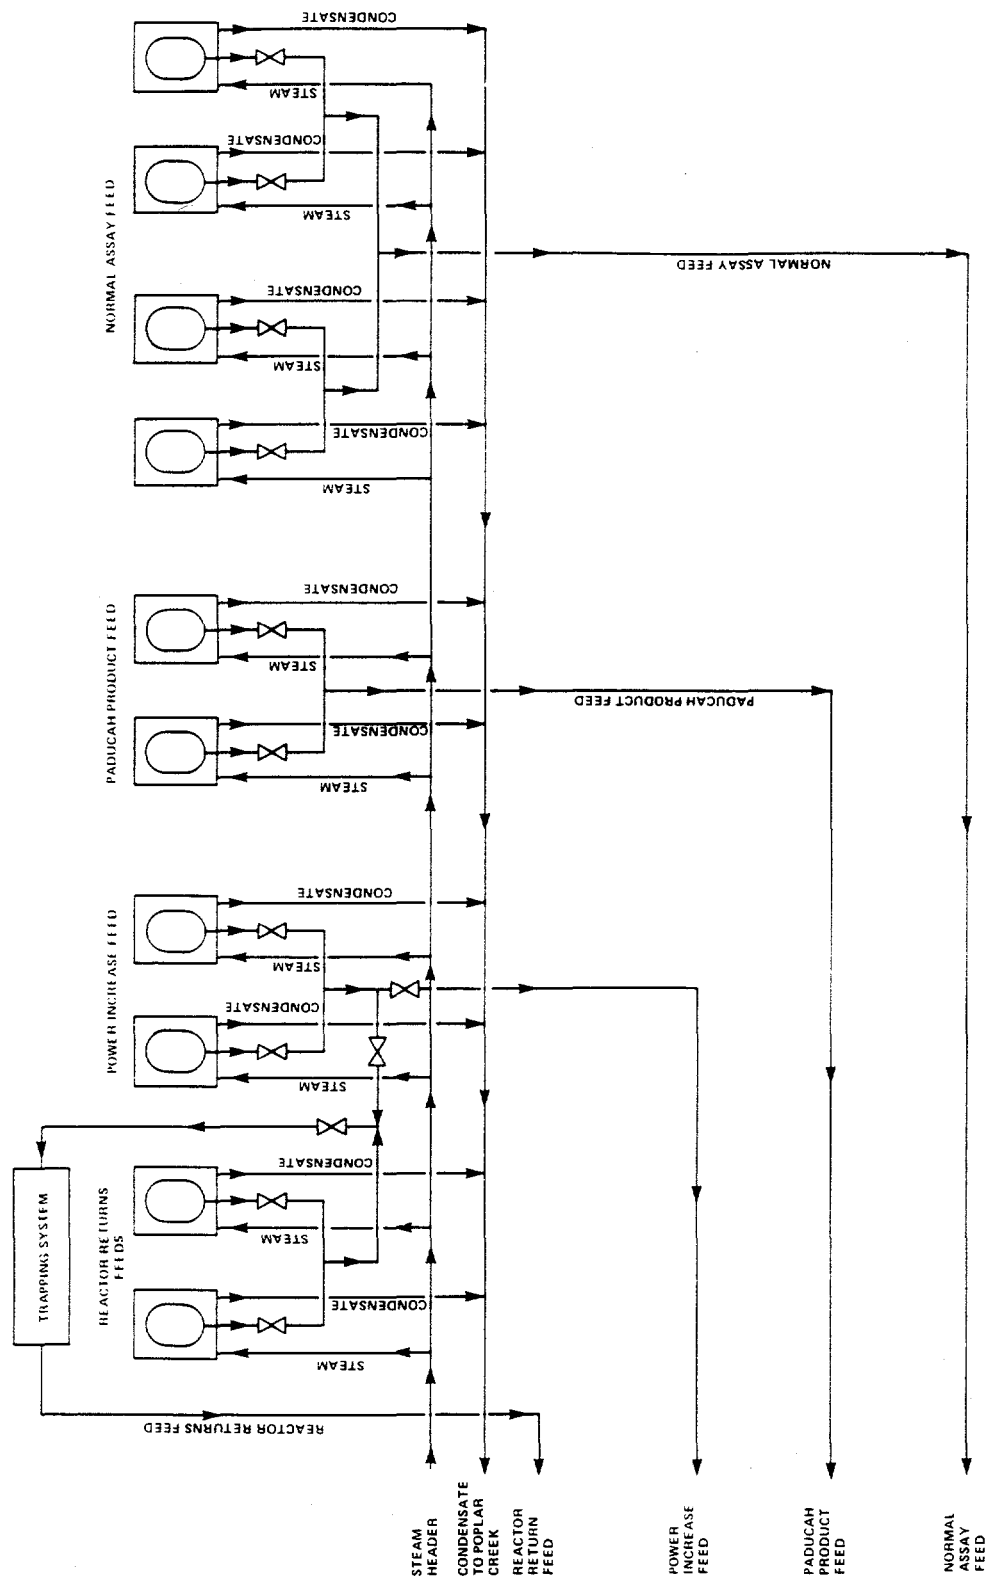 TRAPPING SYSTEM
REACTOR RETURNS
FEEDS
POWER INCREASE FEED
PADUCAH PRODUCT FEED
NORMAL ASSAY FEED
STEAM
CONDENSATE
STEAM
CONDENSATE
STEAM
CONDENSATE
STEAM
CONDENSATE
STEAM
CONDENSATE
STEAM
CONDENSATE
STEAM
CONDENSATE
STEAM
CONDENSATE
STEAM
CONDENSATE
STEAM
CONDENSATE
REACTOR RETURNS FEED
PADUCAH PRODUCT FEED
NORMAL ASSAY FEED
STEAM
HEADER
CONDENSATE
TO POPLAR
CREEK
REACTOR
RETURN
FEED
POWER
INCREASE
FEED
PADUCAH
PRODUCT
FEED
NORMAL
ASSAY
FEED